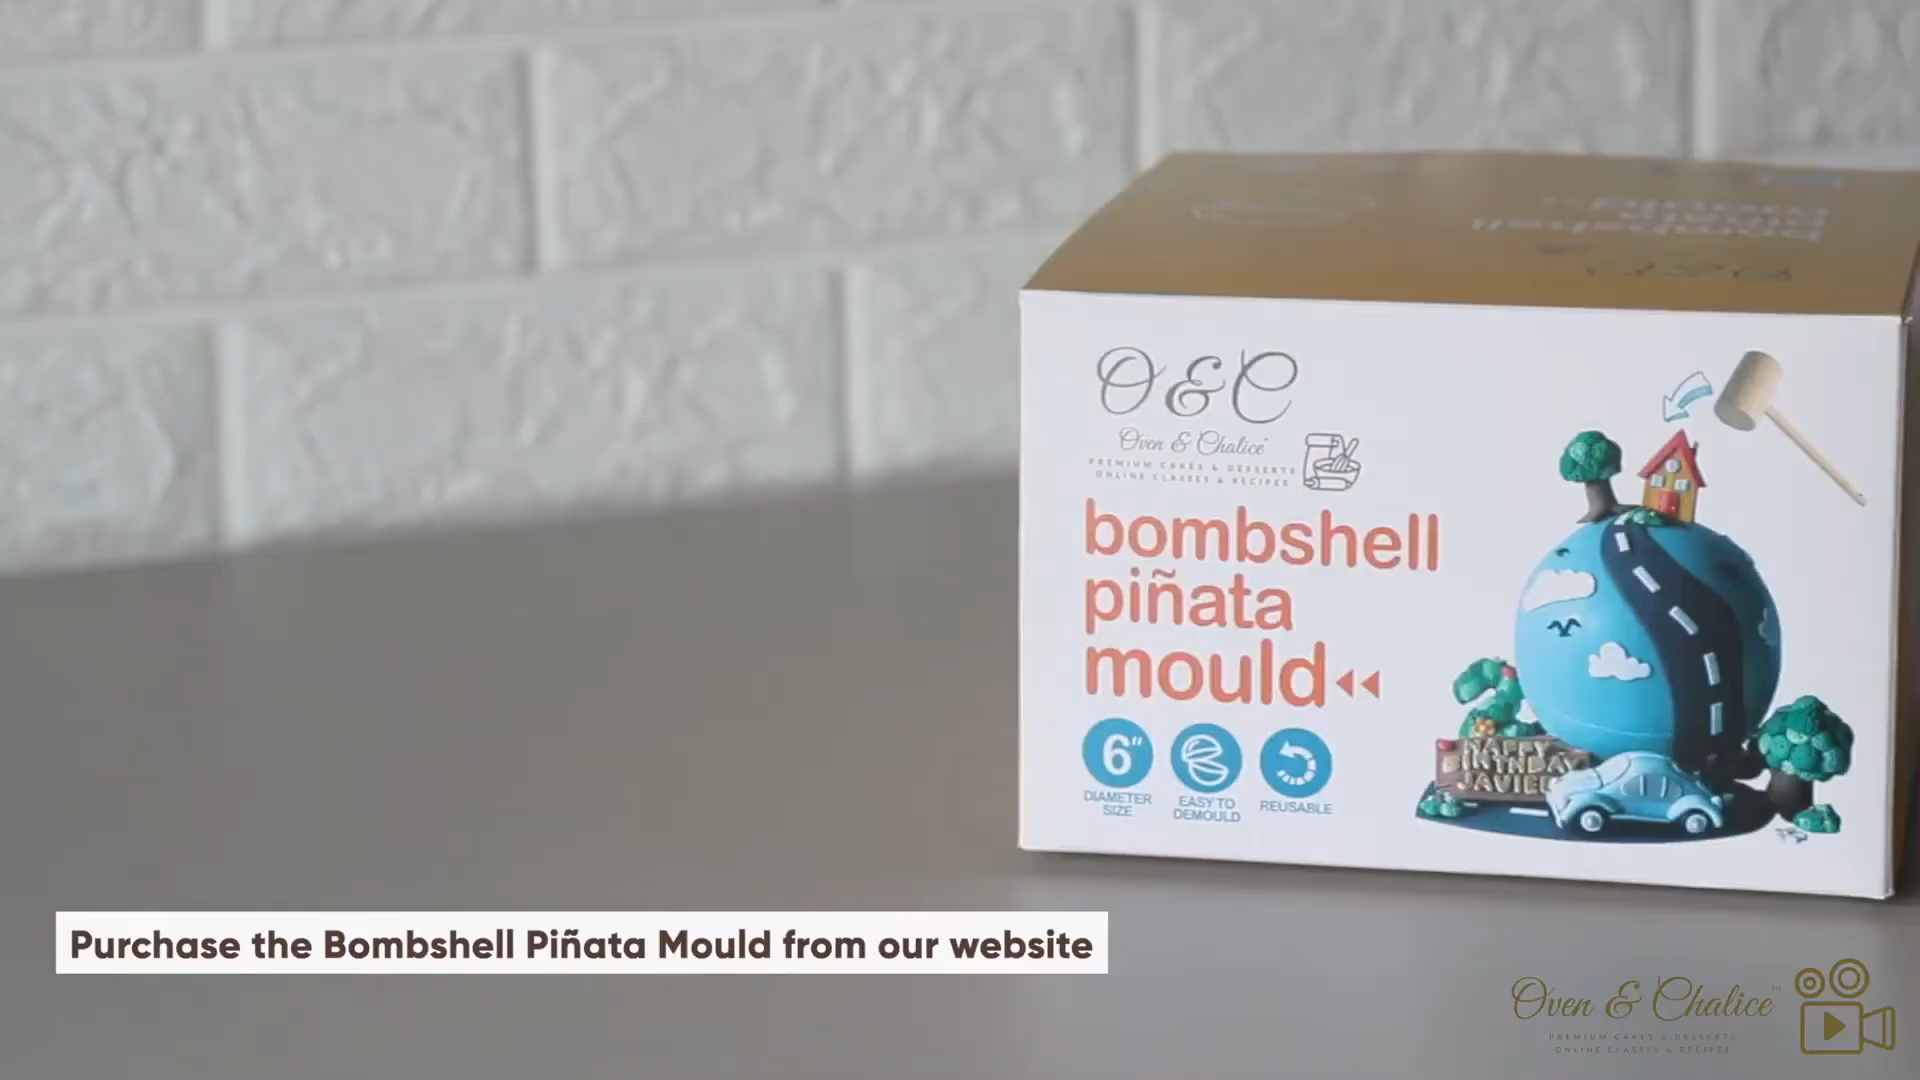 O&C
Oven & Chalice
PREMIUM CAKES & DESSERTS
ONLINE CLASSES & RECIPES
bombshell
piñata
mould
6"
DIAMETER
SIZE
EASY TO
DEMOULD
REUSABLE
HAPPY
BIRTHDAY
Purchase the Bombshell Piñata Mould from our website
Oven & Chalice™
PREMIUM CAKES & DESSERTS
ONLINE CLASSES & RECIPES